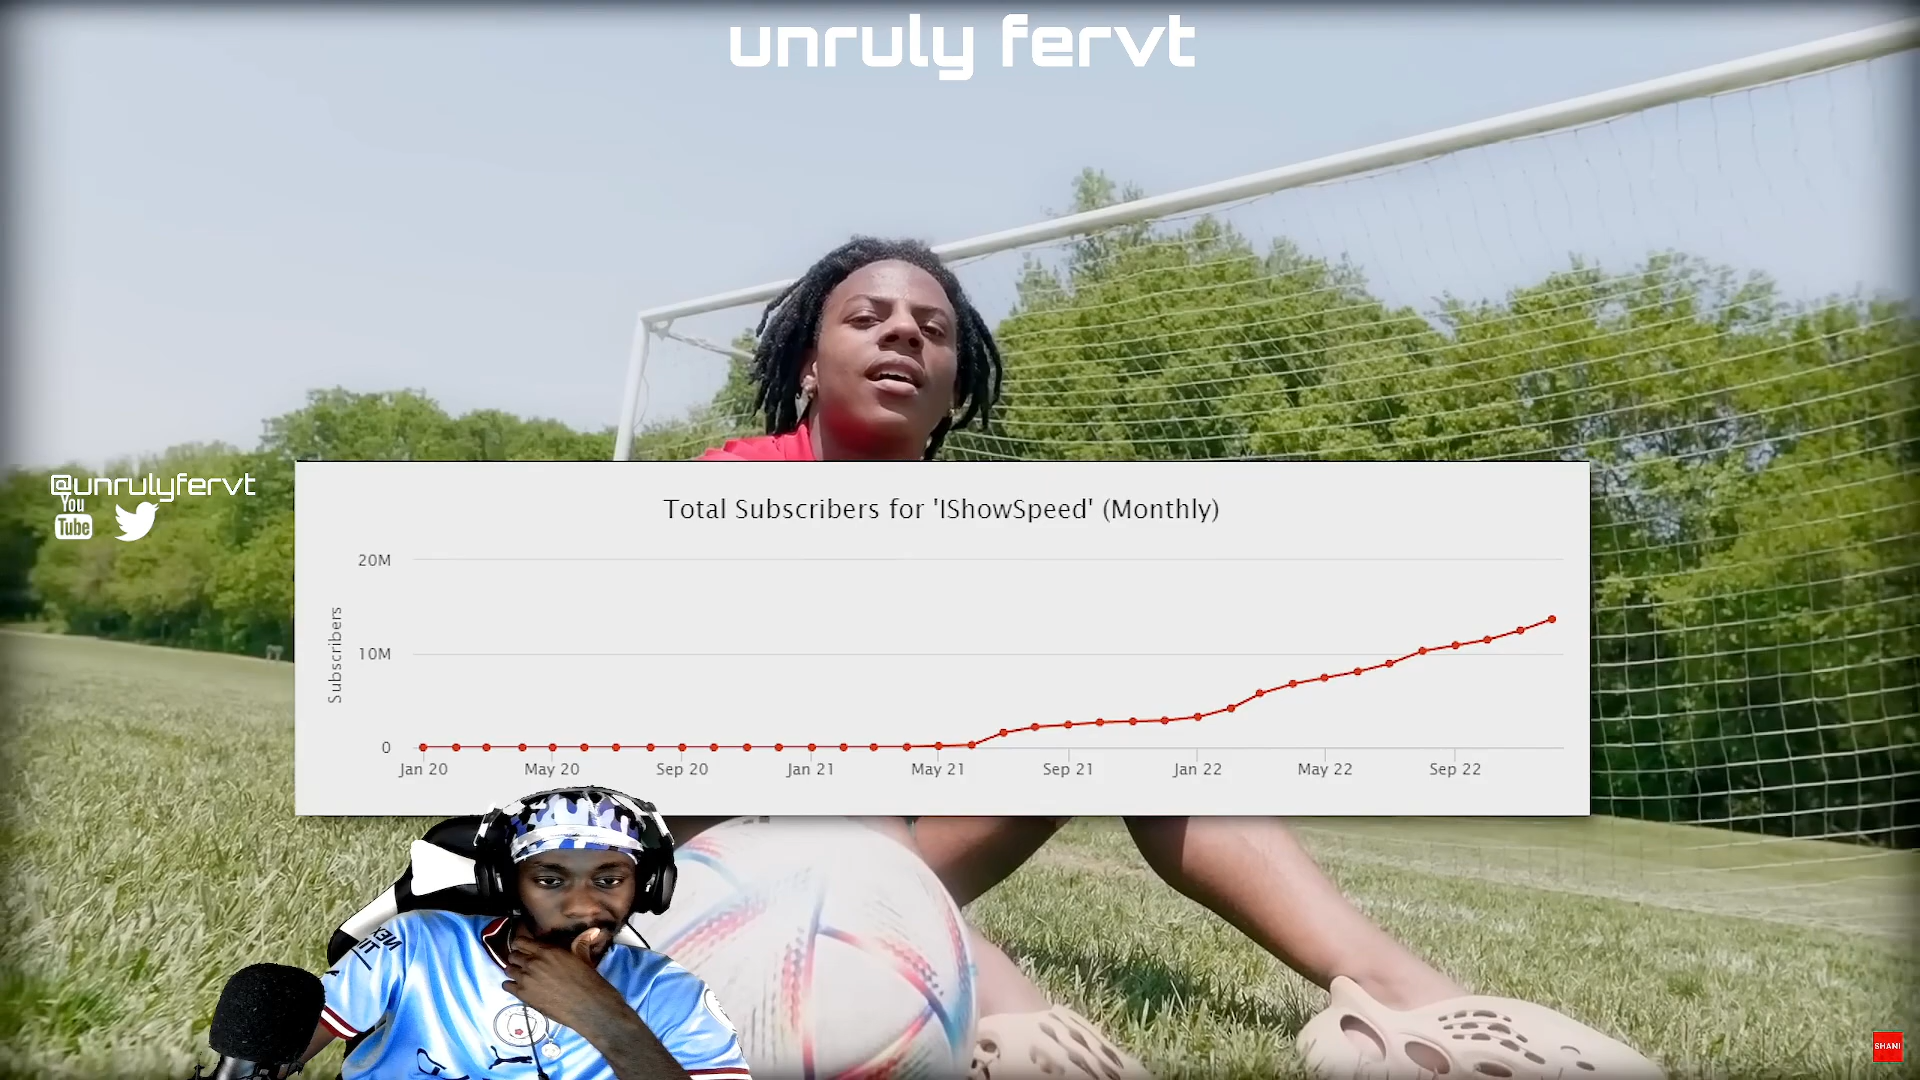 unruly fervt
@unrulyfervt
You
Tube
Total Subscribers for 'IShowSpeed' (Monthly)
Subscribers
20M
10M
0
Jan 20
May 20
Sep 20
Jan 21
May 21
Sep 21
Jan 22
May 22
Sep 22
SHANI